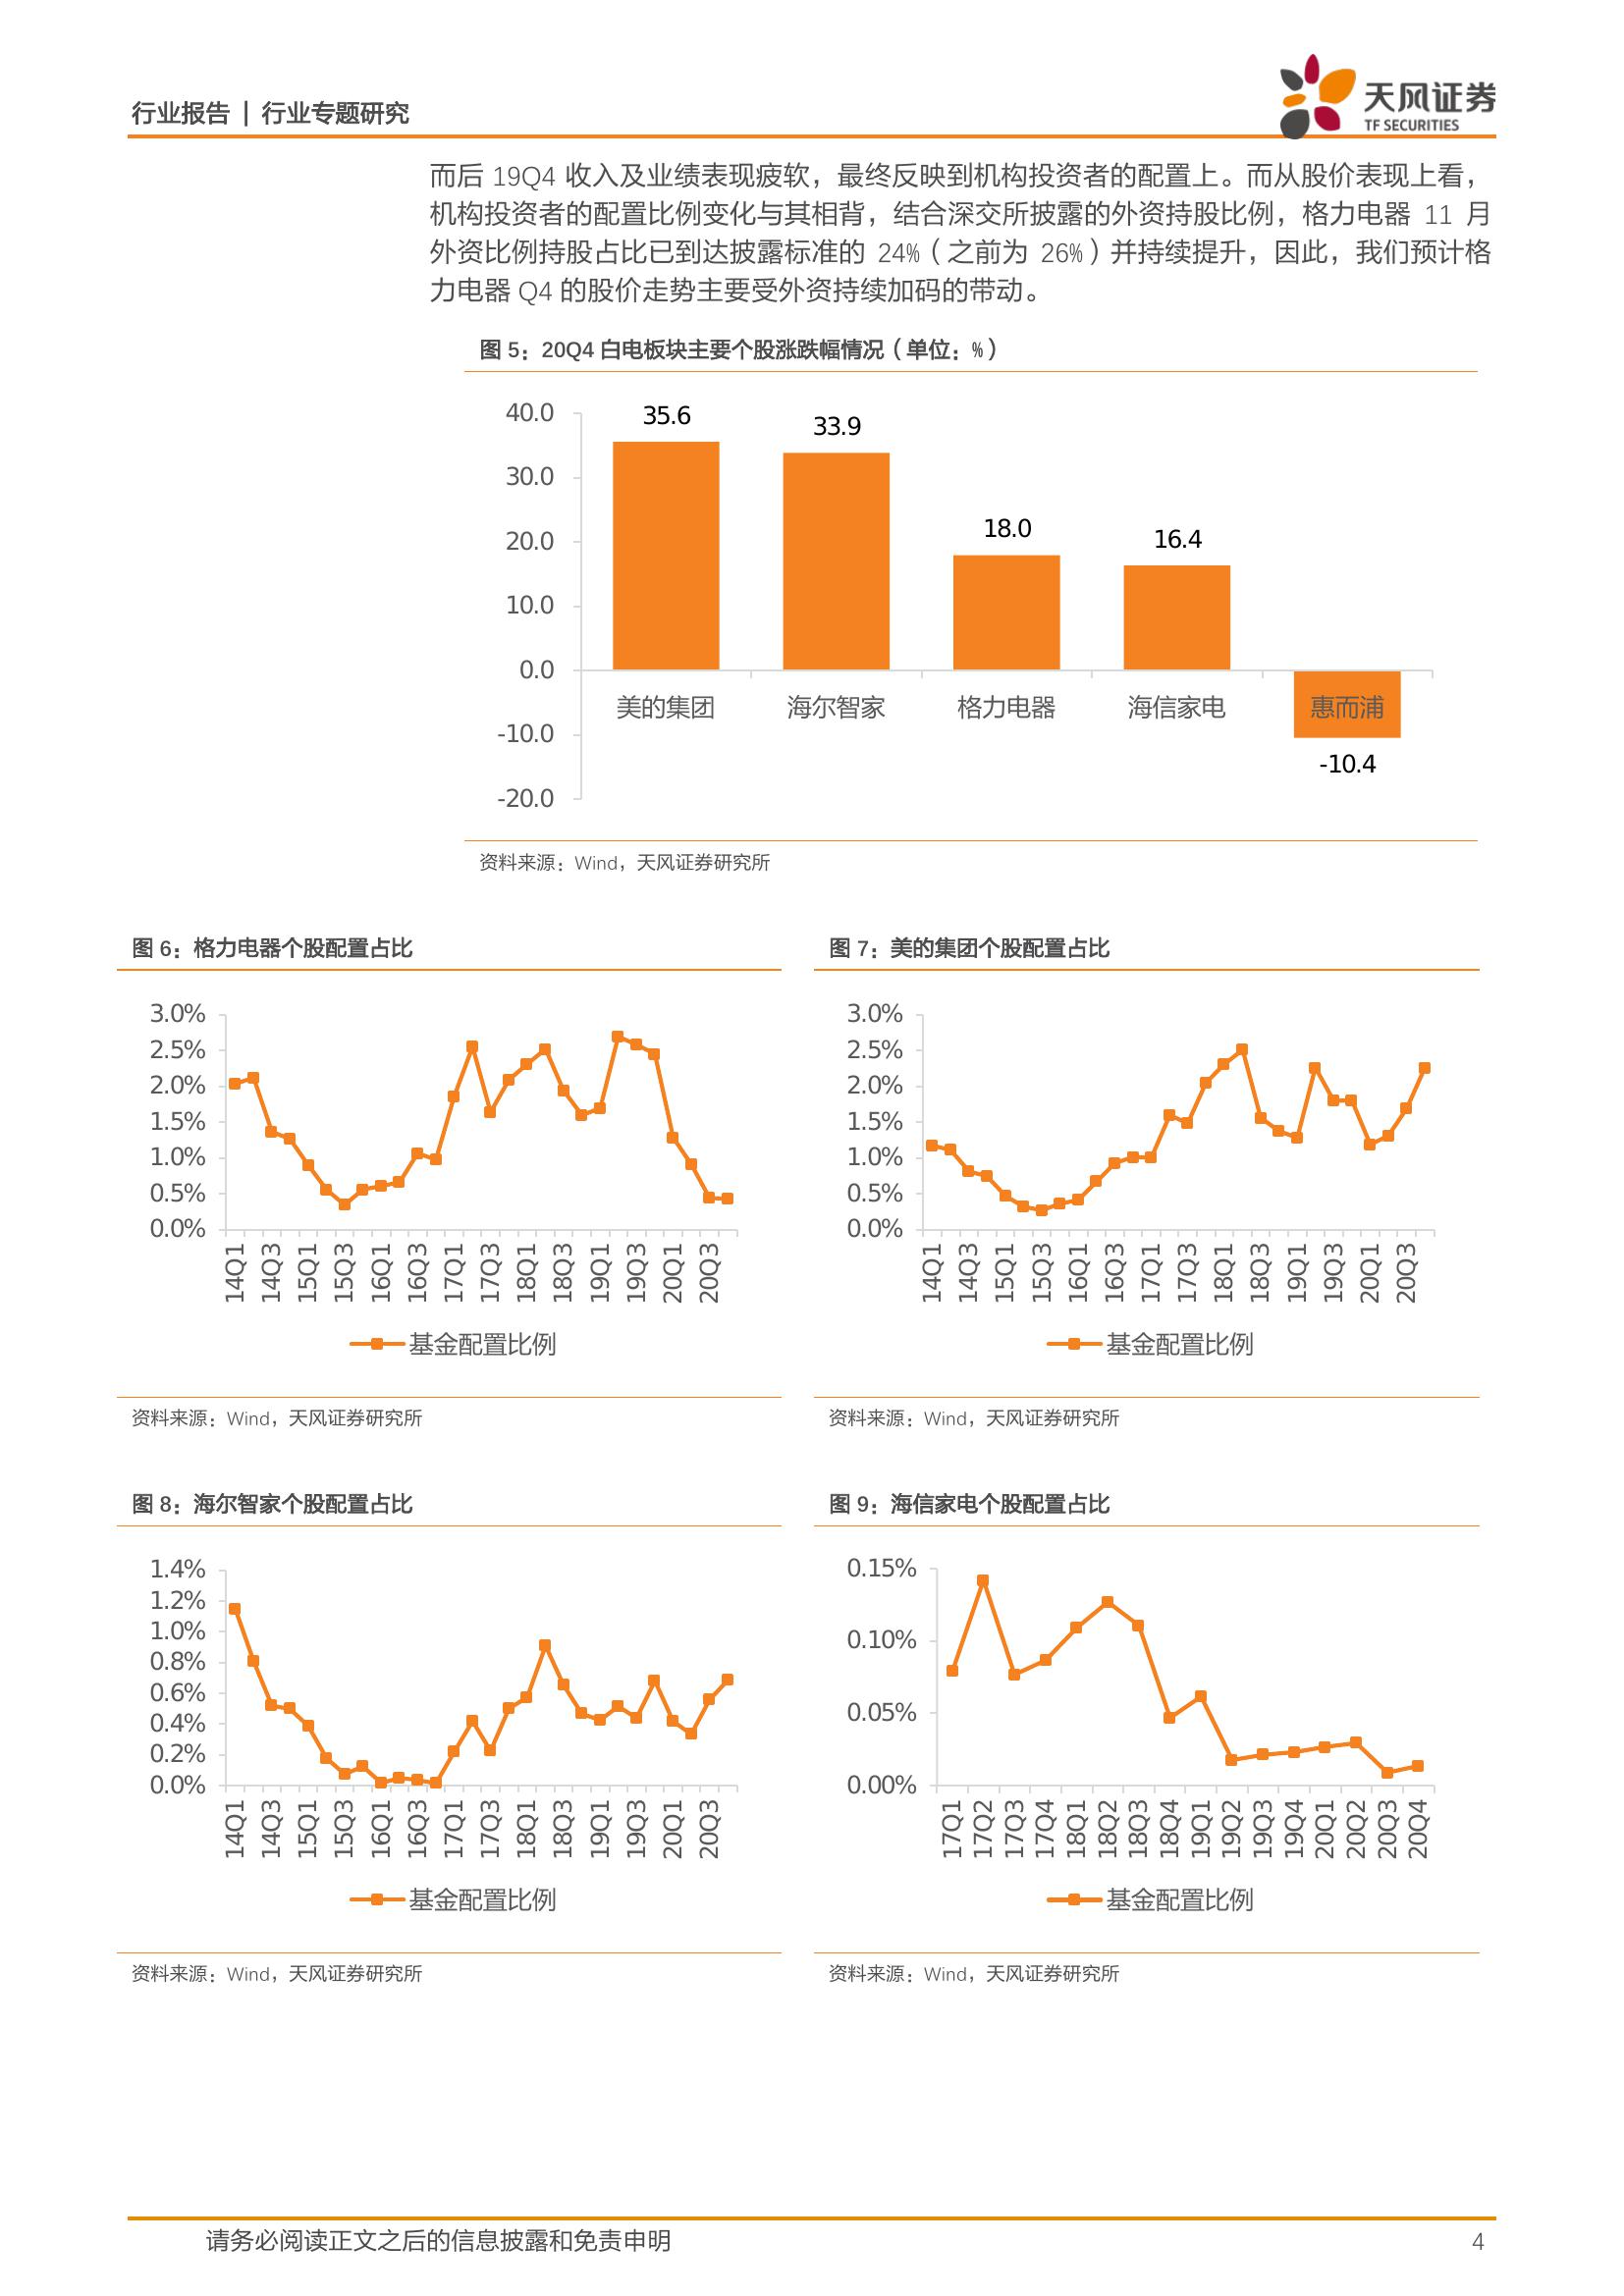 行业报告 | 行业专题研究
天风证券
TF SECURITIES
而后 19Q4 收入及业绩表现疲软，最终反映到机构投资者的配置上。而从股价表现上看，
机构投资者的配置比例变化与其相背，结合深交所披露的外资持股比例，格力电器 11 月
外资比例持股占比已到达披露标准的 24%（之前为 26%）并持续提升，因此，我们预计格
力电器 Q4 的股价走势主要受外资持续加码的带动。
图 5：20Q4 白电板块主要个股涨跌幅情况（单位：%）
40.0
30.0
20.0
10.0
0.0
-10.0
-20.0
35.6
33.9
18.0
16.4
-10.4
美的集团
海尔智家
格力电器
海信家电
惠而浦
资料来源：Wind，天风证券研究所
图 6：格力电器个股配置占比
3.0%
2.5%
2.0%
1.5%
1.0%
0.5%
0.0%
14Q1
14Q3
15Q1
15Q3
16Q1
16Q3
17Q1
17Q3
18Q1
18Q3
19Q1
19Q3
20Q1
20Q3
基金配置比例
资料来源：Wind，天风证券研究所
图 7：美的集团个股配置占比
3.0%
2.5%
2.0%
1.5%
1.0%
0.5%
0.0%
14Q1
14Q3
15Q1
15Q3
16Q1
16Q3
17Q1
17Q3
18Q1
18Q3
19Q1
19Q3
20Q1
20Q3
基金配置比例
资料来源：Wind，天风证券研究所
图 8：海尔智家个股配置占比
1.4%
1.2%
1.0%
0.8%
0.6%
0.4%
0.2%
0.0%
14Q1
14Q3
15Q1
15Q3
16Q1
16Q3
17Q1
17Q3
18Q1
18Q3
19Q1
19Q3
20Q1
20Q3
基金配置比例
资料来源：Wind，天风证券研究所
图 9：海信家电个股配置占比
0.15%
0.10%
0.05%
0.00%
17Q1
17Q2
17Q3
17Q4
18Q1
18Q2
18Q3
18Q4
19Q1
19Q2
19Q3
19Q4
20Q1
20Q2
20Q3
20Q4
基金配置比例
资料来源：Wind，天风证券研究所
请务必阅读正文之后的信息披露和免责申明
4